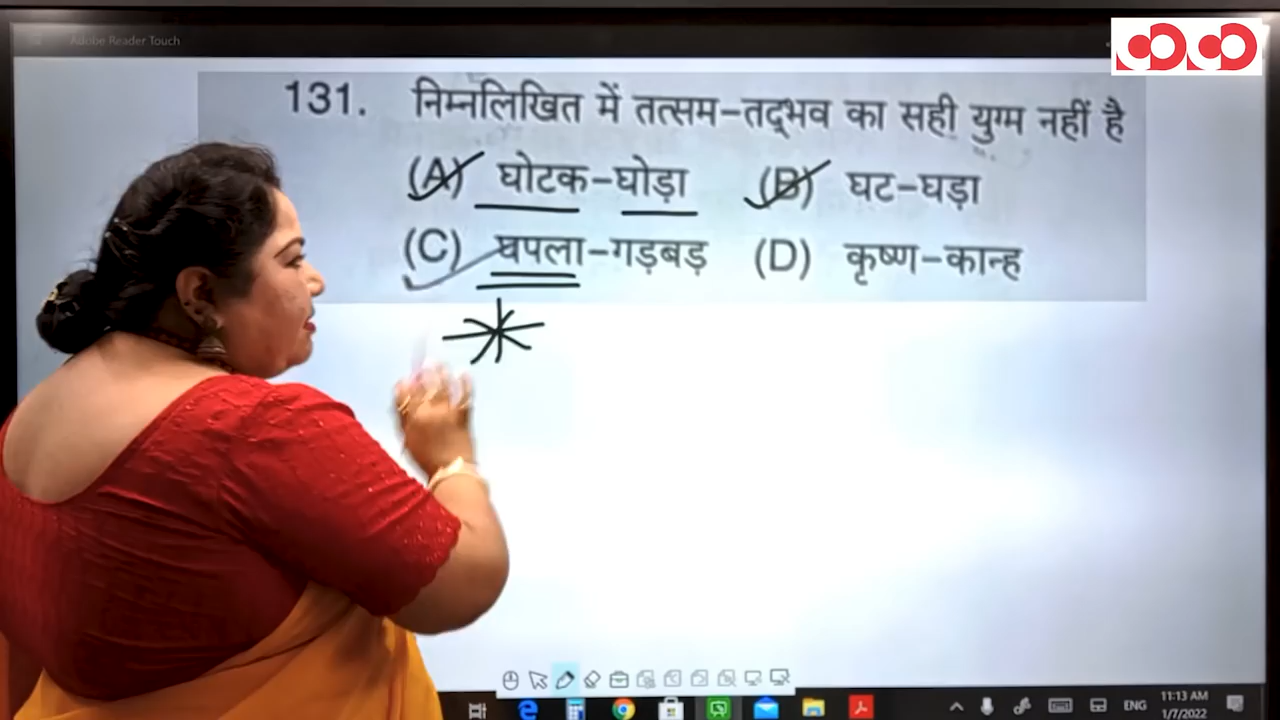 Adobe Reader Touch
131. निम्नलिखित में तत्सम-तद्भव का सही युग्म नहीं है
(A) घोटक-घोड़ा (B) घट-घड़ा
(C) घपला-गड़बड़ (D) कृष्ण-कान्ह
ENG
11:13 AM
1/7/2022